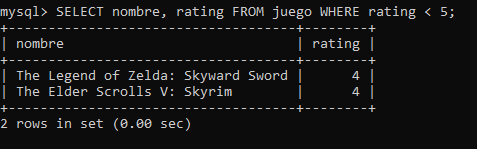 mysql> SELECT nombre, rating FROM juego WHERE rating < 5;
+-------------------------------------+--------+
| nombre                              | rating |
+-------------------------------------+--------+
| The Legend of Zelda: Skyward Sword |      4 |
| The Elder Scrolls V: Skyrim         |      4 |
+-------------------------------------+--------+
2 rows in set (0.00 sec)